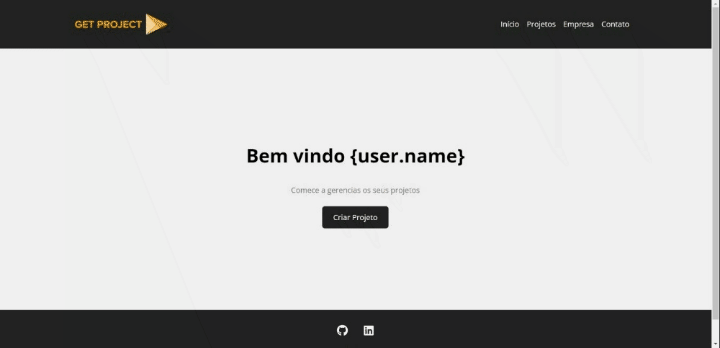 GET PROJECT
Início Projetos Empresa Contato
Bem vindo {user.name}
Comece a gerencias os seus projetos
Criar Projeto